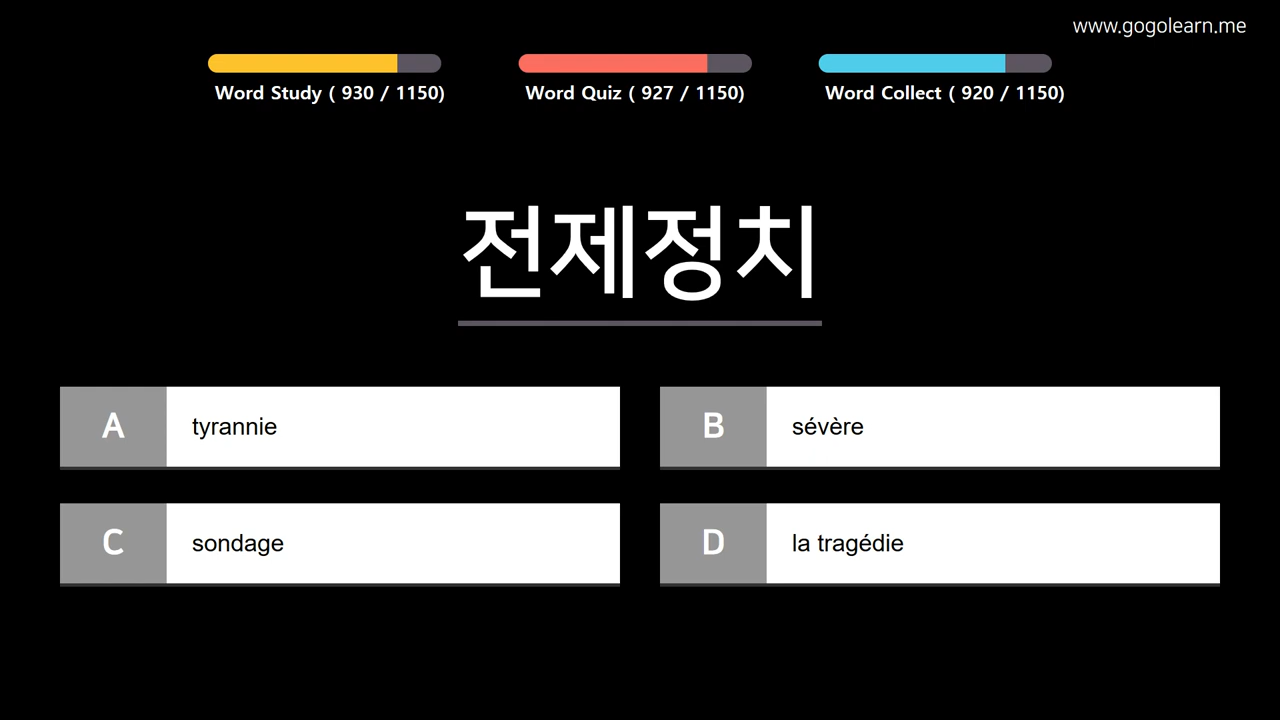 www.gogolearn.me
Word Study ( 930 / 1150)
Word Quiz ( 927 / 1150)
Word Collect ( 920 / 1150)
전제정치
A tyrannie
B sévère
C sondage
D la tragédie